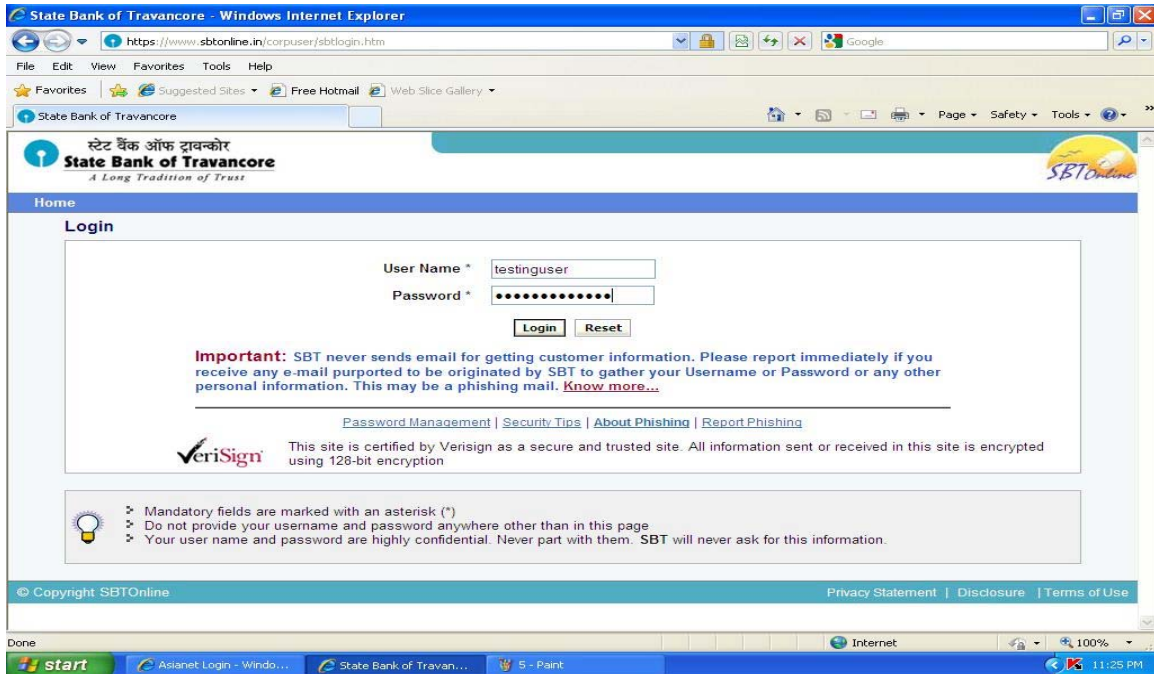 State Bank of Travancore - Windows Internet Explorer
https://www.sbtonline.in/corpuser/sbtlogin.htm
Google
File Edit View Favorites Tools Help
Favorites Suggested Sites Free Hotmail Web Slice Gallery
State Bank of Travancore
Page Safety Tools
स्टेट बैंक ऑफ ट्रावन्कोर
State Bank of Travancore
A Long Tradition of Trust
SBTOnline
Home
Login
User Name * testinguser
Password * •••••••••••••
Login Reset
Important: SBT never sends email for getting customer information. Please report immediately if you
receive any e-mail purported to be originated by SBT to gather your Username or Password or any other
personal information. This may be a phishing mail. Know more...
Password Management | Security Tips | About Phishing | Report Phishing
VeriSign
This site is certified by Verisign as a secure and trusted site. All information sent or received in this site is encrypted
using 128-bit encryption
Mandatory fields are marked with an asterisk (*)
Do not provide your username and password anywhere other than in this page
Your user name and password are highly confidential. Never part with them. SBT will never ask for this information.
© Copyright SBTOnline
Privacy Statement | Disclosure | Terms of Use
Done
Internet
100%
start
Asianet Login - Windo...
State Bank of Travan...
5 - Paint
11:25 PM